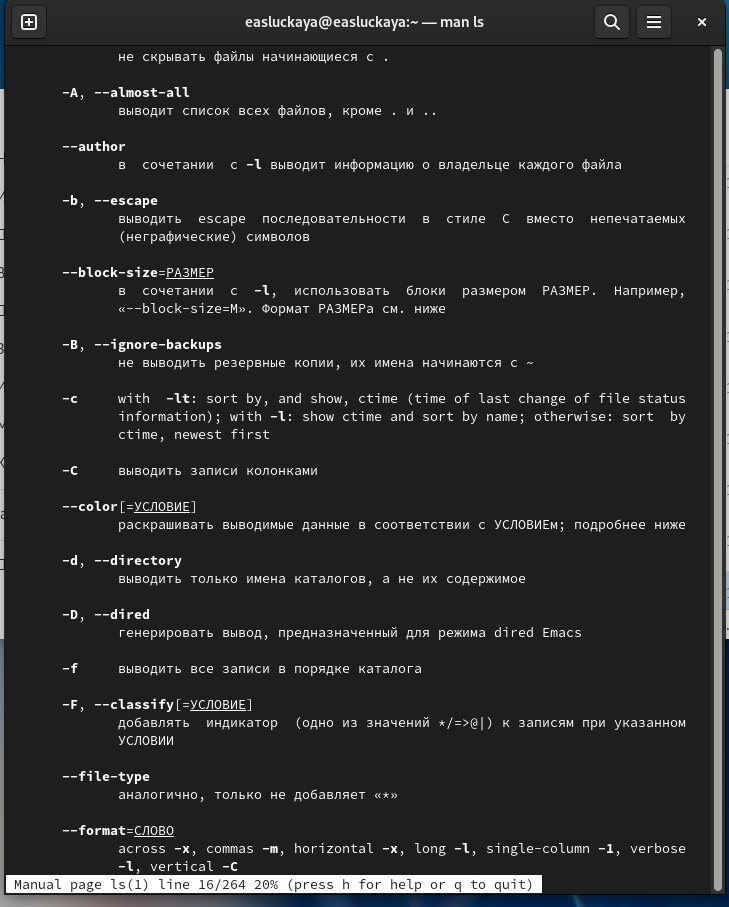 easluckaya@easluckaya:~ — man ls
не скрывать файлы начинающиеся с .
-A, --almost-all
выводит список всех файлов, кроме . и ..
--author
в сочетании с -l выводит информацию о владельце каждого файла
-b, --escape
выводить escape последовательности в стиле C вместо непечатаемых
(неграфические) символов
--block-size=РАЗМЕР
в сочетании с -l, использовать блоки размером РАЗМЕР. Например,
«--block-size=M». Формат РАЗМЕРа см. ниже
-B, --ignore-backups
не выводить резервные копии, их имена начинаются с ~
-c with -lt: sort by, and show, ctime (time of last change of file status
information); with -l: show ctime and sort by name; otherwise: sort by
ctime, newest first
-C выводить записи колонками
--color[=УСЛОВИЕ]
раскрашивать выводимые данные в соответствии с УСЛОВИЕм; подробнее ниже
-d, --directory
выводить только имена каталогов, а не их содержимое
-D, --dired
генерировать вывод, предназначенный для режима dired Emacs
-f выводить все записи в порядке каталога
-F, --classify[=УСЛОВИЕ]
добавлять индикатор (одно из значений */=>@|) к записям при указанном
УСЛОВИИ
--file-type
аналогично, только не добавляет «*»
--format=СЛОВО
across -x, commas -m, horizontal -x, long -l, single-column -1, verbose
-l, vertical -C
Manual page ls(1) line 16/264 20% (press h for help or q to quit)